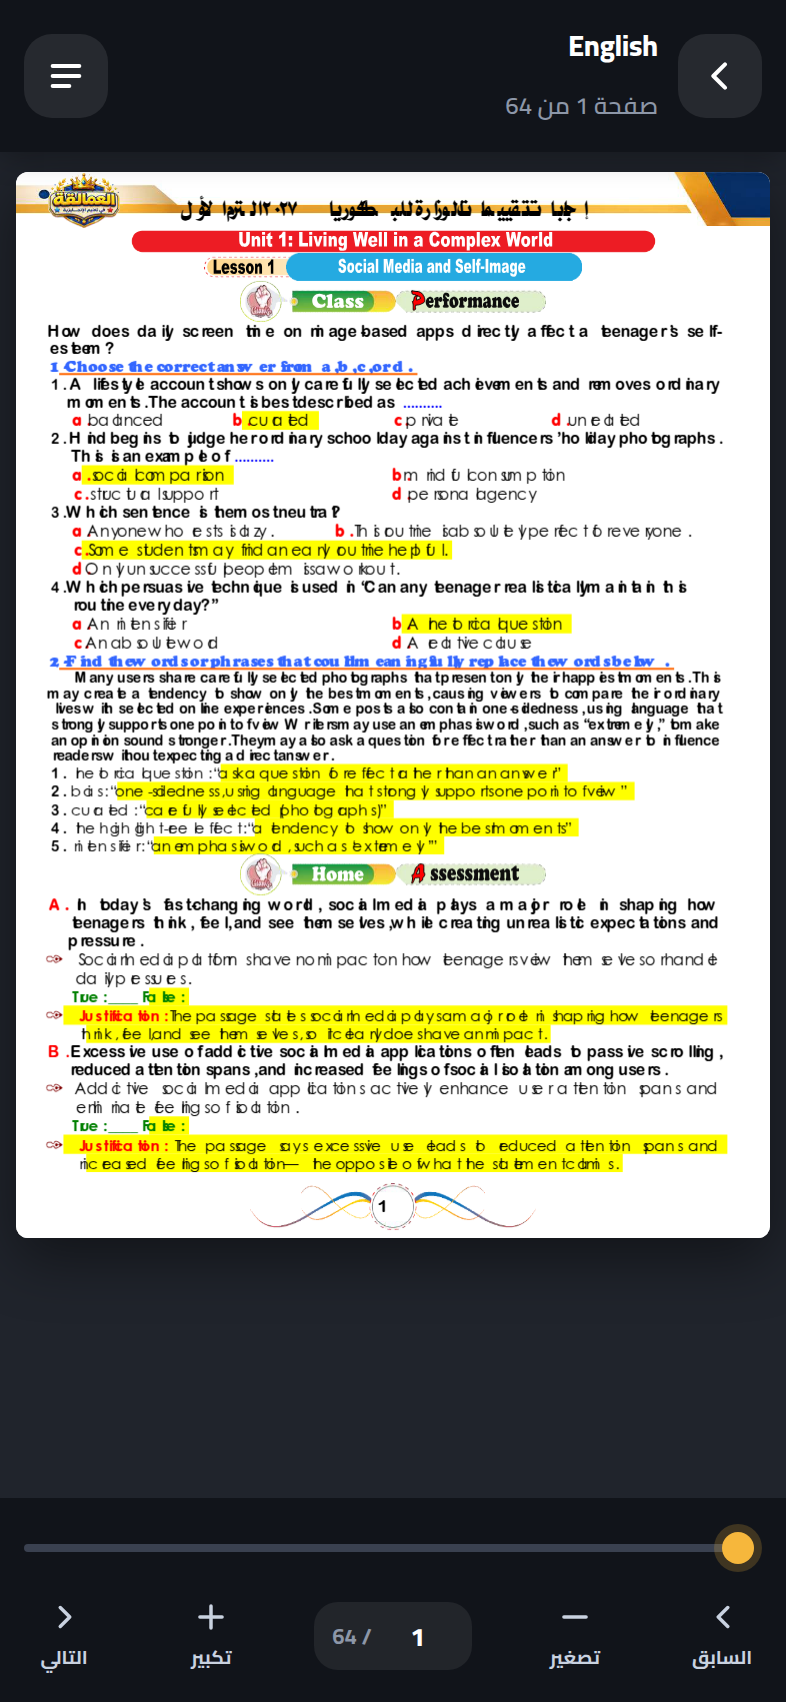 English
صفحة 1 من 64
العمالقة
Unit 1: Living Well in a Complex World
Lesson 1 Social Media and Self-Image
Class Performance
How does daily screen time on image-based apps directly affect a teenager's self-esteem?
1 Choose the correct answer from a,b,c,or d.
1. A lifestyle account shows only carefully selected achievements and removes ordinary moments. The account is best described as ..........
a. balanced b. curated c. private d. unrelated
2. Hind begins to judge her ordinary school day against influencers' holiday photographs. This is an example of ..........
a. social comparison b. mindful consumption
c. structural support d. personal agency
3. Which sentence is the most neutral?
a. Anyone who rests is lazy. b. This routine is absolutely perfect for everyone.
c. Some students may find an early routine helpful.
d. Only unsuccessful people dismiss a workout.
4. Which persuasive technique is used in "Can any teenager realistically maintain this routine every day?"
a. An intensifier b. A rhetorical question
c. An absolute word d. A relative clause
2 Find the words or phrases that could meaningfully replace the words below.
Many users share carefully selected photographs that present only their happiest moments. This may create a tendency to show only the best moments, causing viewers to compare their ordinary lives with selected online experiences. Some posts also contain one-sidedness, using language that strongly supports one point of view. Writers may use an emphasis word, such as "extremely," to make an opinion sound stronger. They may also ask a question for effect rather than an answer to influence readers without expecting a direct answer.
1. rhetorical question: "ask a question for effect rather than an answer"
2. bias: "one-sidedness, using language that strongly supports one point of view"
3. curated: "carefully selected (photographs)"
4. the highlight-reel effect: "a tendency to show only the best moments"
5. intensifier: "an emphasis word, such as 'extremely'"
Home Assessment
A. In today's fast-changing world, social media plays a major role in shaping how teenagers think, feel, and see themselves, while creating unrealistic expectations and pressure.
Social media platforms have no impact on how teenagers view themselves or handle daily pressures.
True: ____ False:
Justification: The passage states social media plays a major role in shaping how teenagers think, feel, and see themselves, so it clearly does have an impact.
B. Excessive use of addictive social media applications often leads to passive scrolling, reduced attention spans, and increased feelings of social isolation among users.
Addictive social media applications actively enhance user attention spans and eliminate feelings of isolation.
True: ____ False:
Justification: The passage says excessive use leads to reduced attention spans and increased feelings of isolation— the opposite of what the statement claims.
1
السابق
تصغير
1
64 /
تكبير
التالي